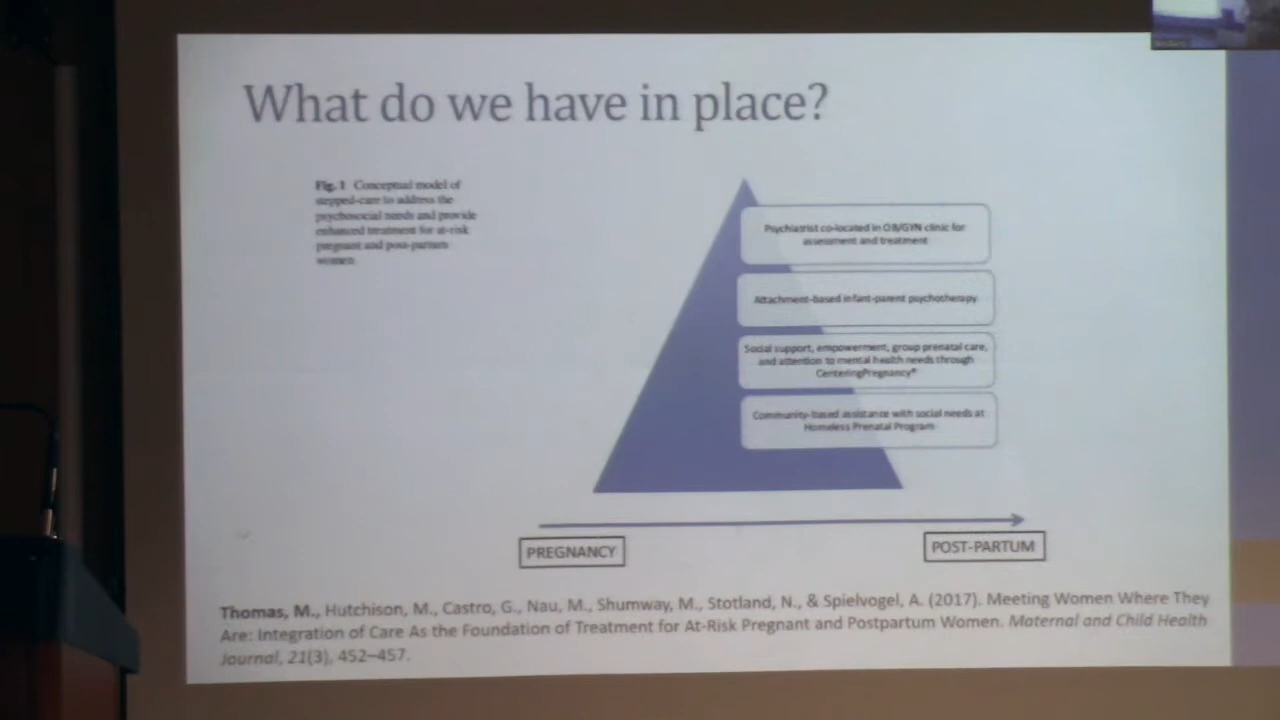 What do we have in place?
Fig. 1 Conceptual model of
stepped-care to address the
psychosocial needs and provide
enhanced treatment for at-risk
pregnant and post-partum
women
Psychiatrist co-located in OB/GYN clinic for
assessment and treatment
Attachment-based infant-parent psychotherapy
Social support, empowerment, group prenatal care,
and attention to mental health needs through
CenteringPregnancy®
Community-based assistance with social needs at
Homeless Prenatal Program
PREGNANCY
POST-PARTUM
Thomas, M., Hutchison, M., Castro, G., Nau, M., Shumway, M., Stotland, N., & Spielvogel, A. (2017). Meeting Women Where They
Are: Integration of Care As the Foundation of Treatment for At-Risk Pregnant and Postpartum Women. Maternal and Child Health
Journal, 21(3), 452–457.